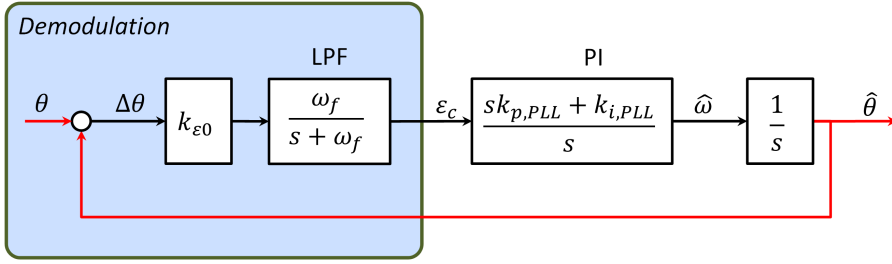 Demodulation
LPF
PI
θ
Δθ
k_{ε0}
ω_f
s + ω_f
ε_c
sk_{p,PLL} + k_{i,PLL}
s
ω̂
1
s
θ̂